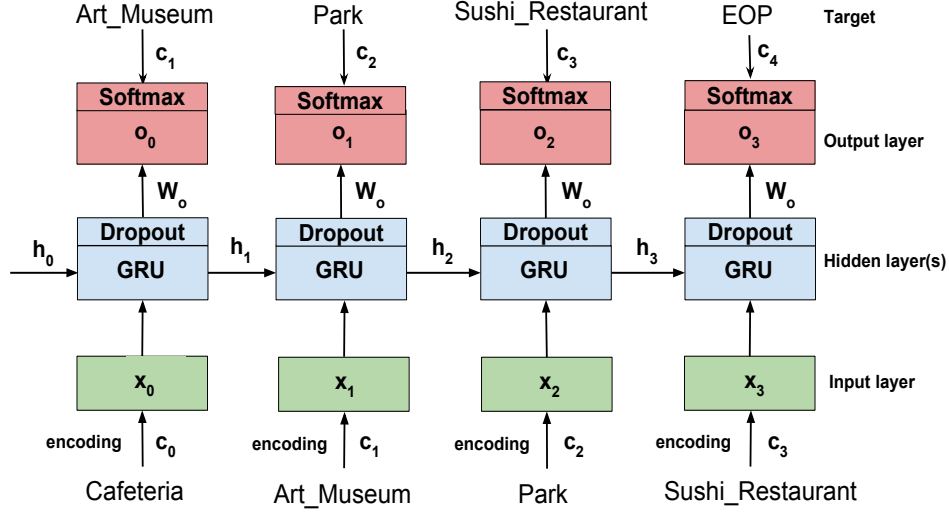 Art_Museum Park Sushi_Restaurant EOP Target
c1 c2 c3 c4
Softmax Softmax Softmax Softmax
o0 o1 o2 o3 Output layer
Wo Wo Wo Wo
Dropout Dropout Dropout Dropout
h0 h1 h2 h3
GRU GRU GRU GRU Hidden layer(s)
x0 x1 x2 x3 Input layer
encoding c0 encoding c1 encoding c2 encoding c3
Cafeteria Art_Museum Park Sushi_Restaurant